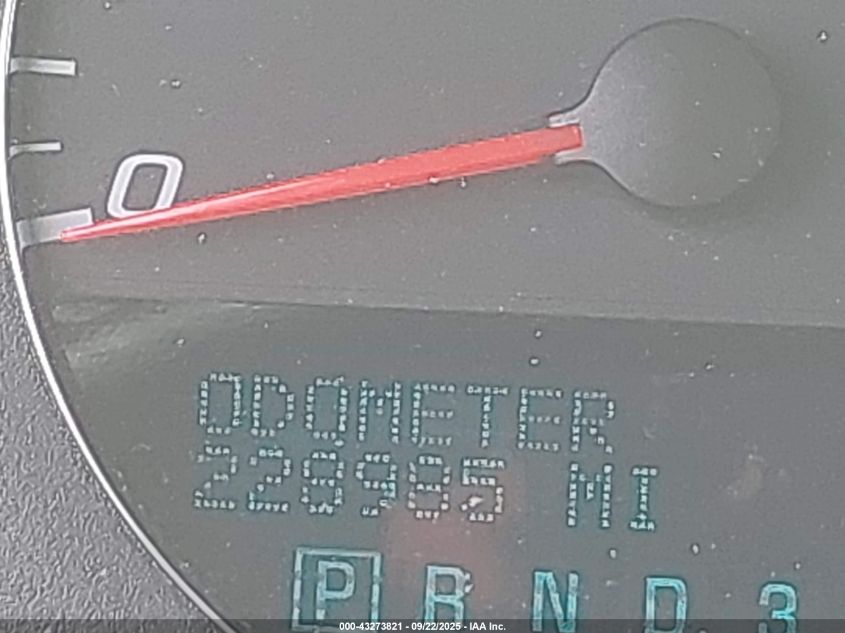 0
ODOMETER
228985 MI
P R N D 3
000-43273821 - 09/22/2025 - IAA Inc.